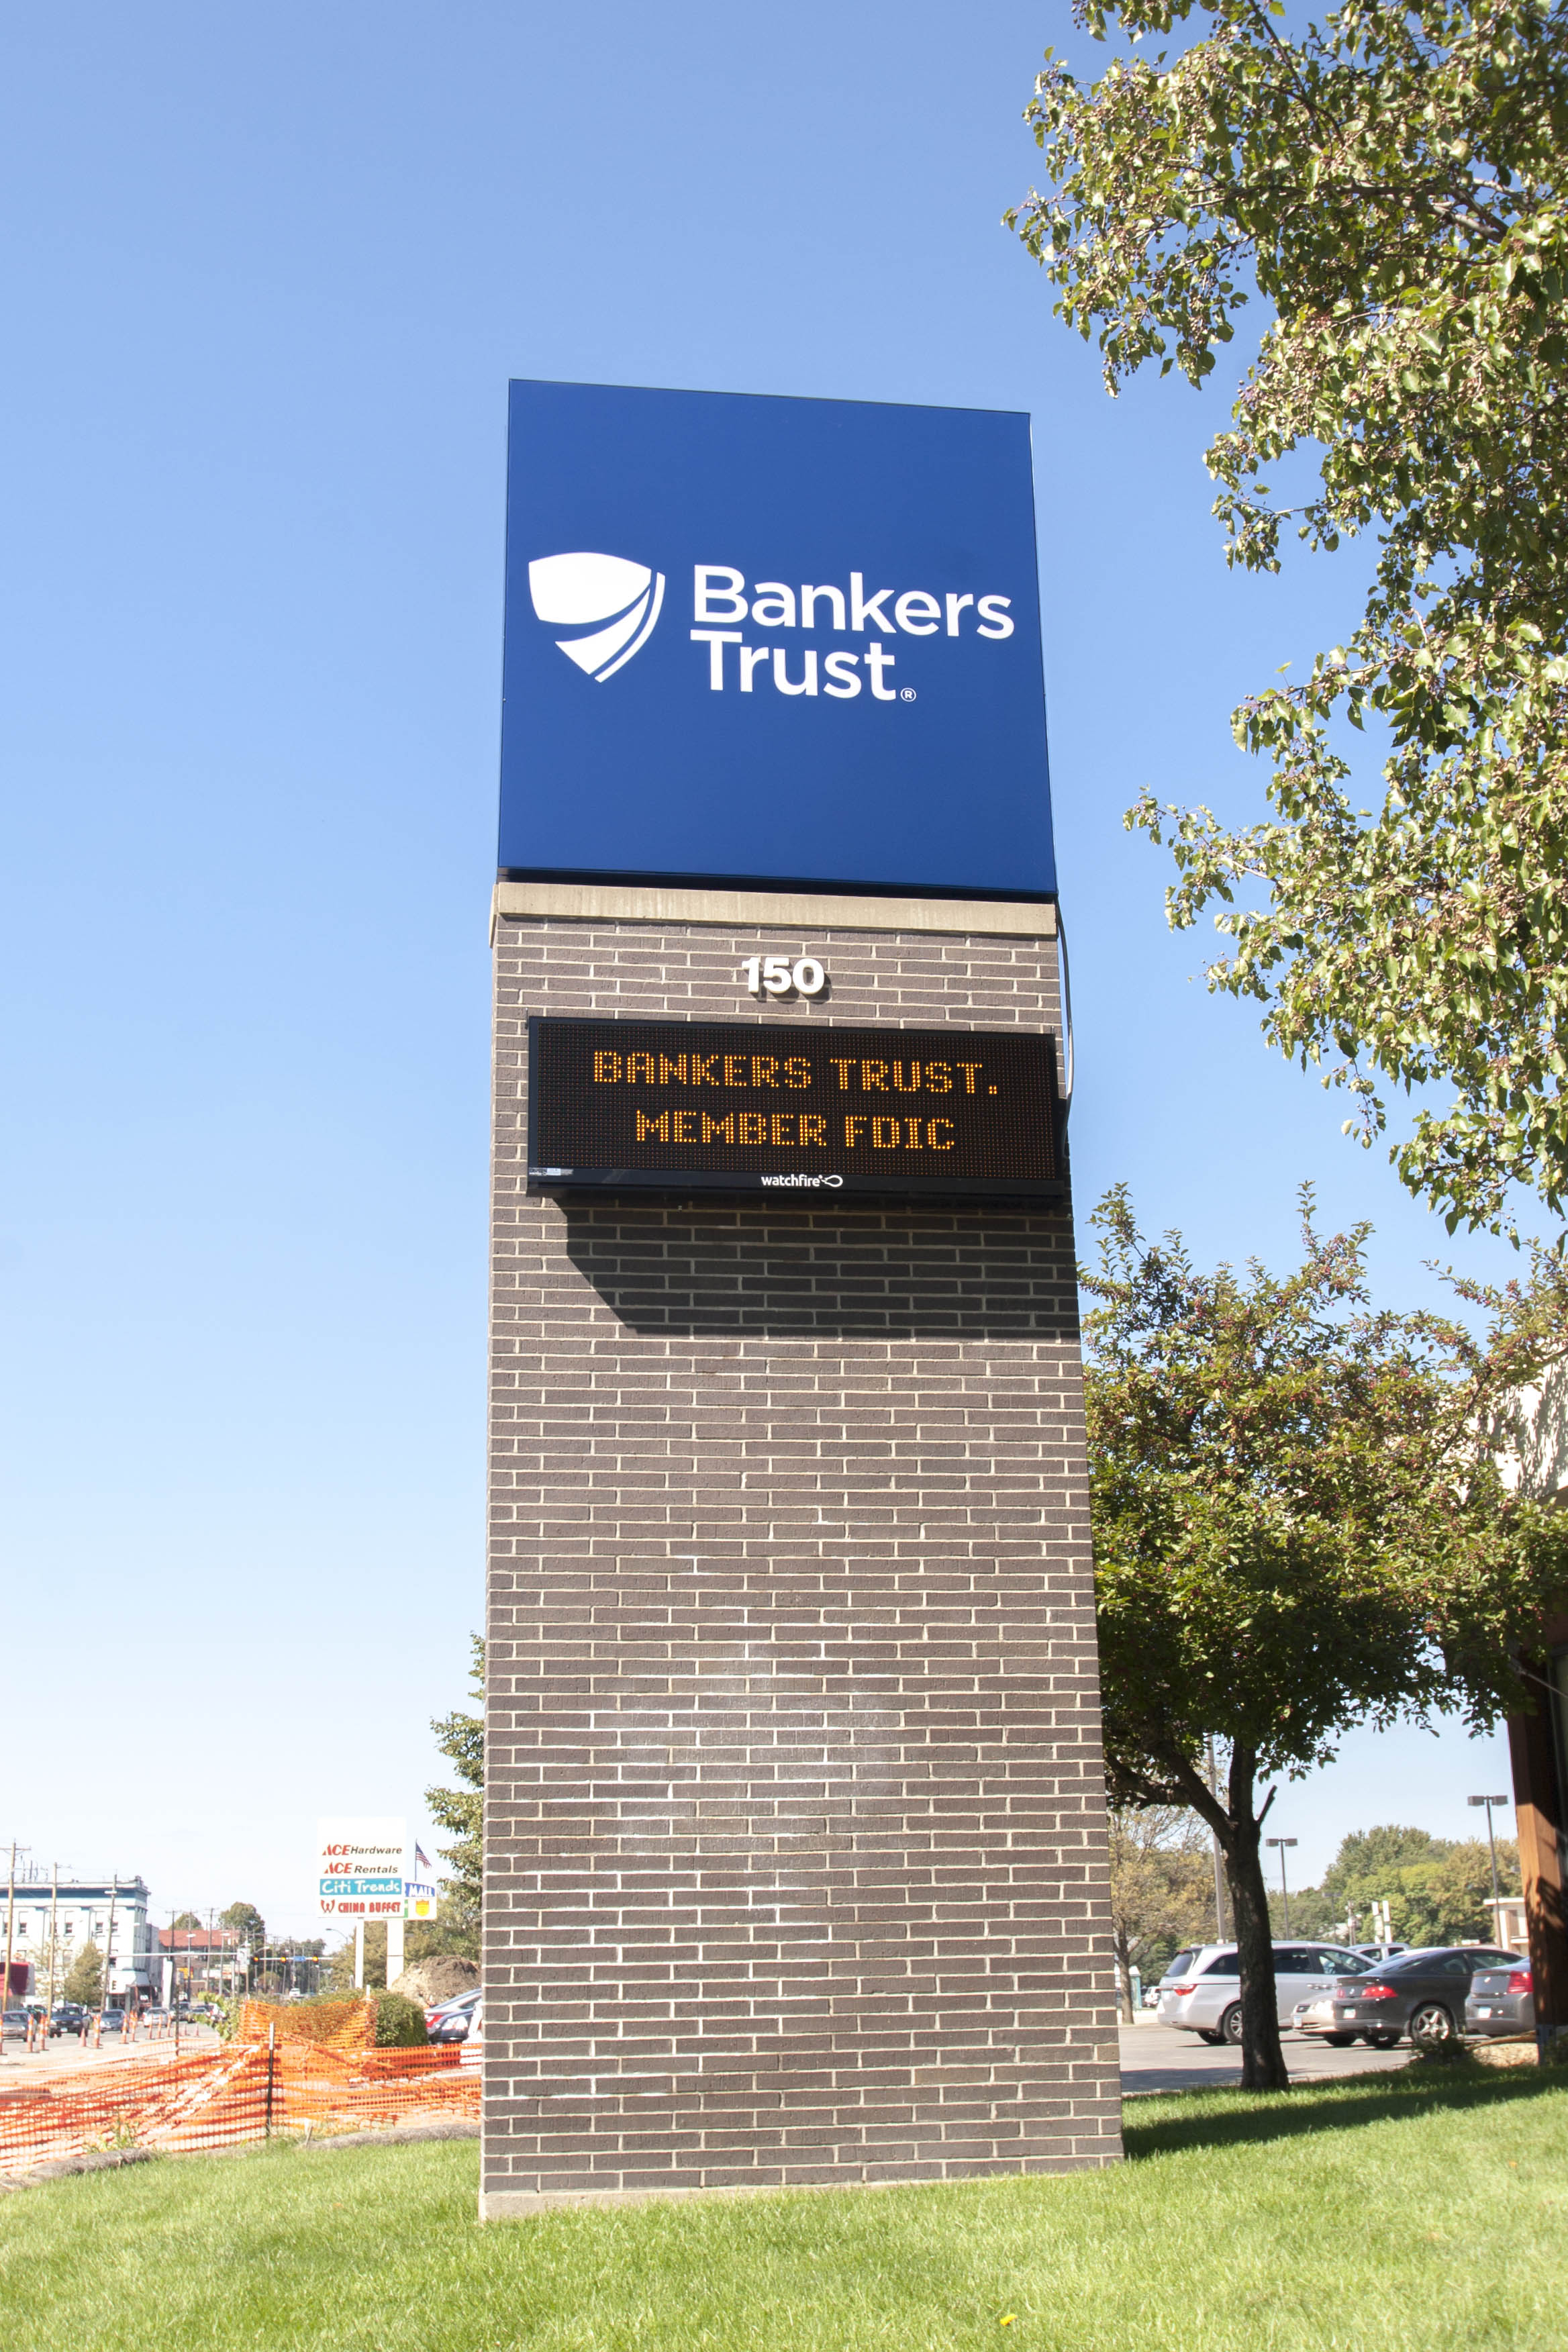 Bankers
Trust®
150
BANKERS TRUST.
MEMBER FDIC
watchfire
ACE Hardware
ACE Rentals
Citi Trends
MALL
CHINA BUFFET